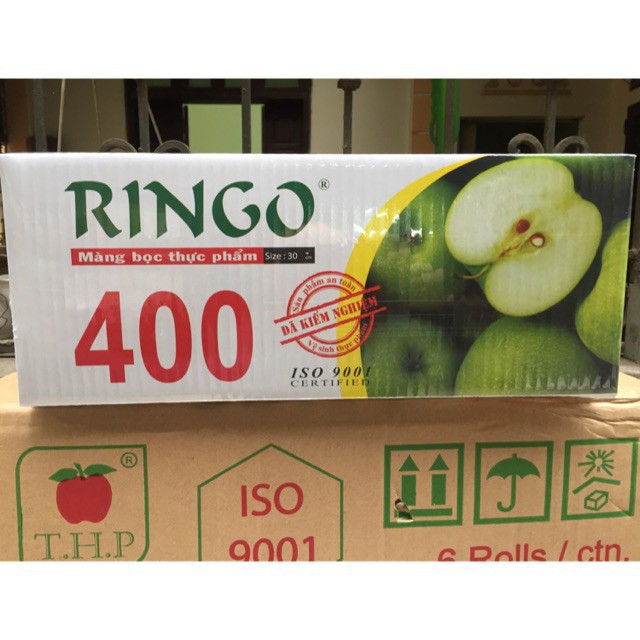 RINGO®
Màng bọc thực phẩm Size : 30
400
Sản phẩm an toàn
ĐÃ KIỂM NGHIỆM
Vệ sinh thực phẩm
ISO 9001
CERTIFIED
®
T.H.P
ISO
9001
6 Rolls / ctn.